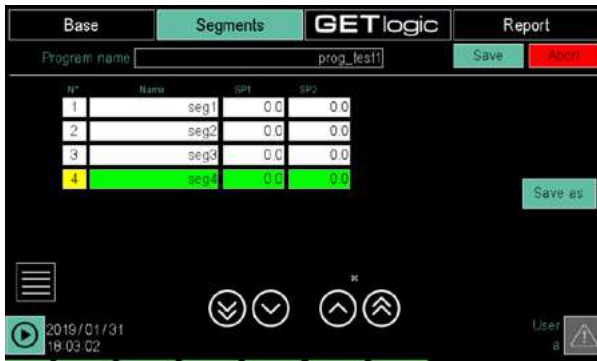 Base Segments GETlogic Report
Program name prog_test1 Save Abort
N° Name SP1 SP2
1 seg1 0.0 0.0
2 seg2 0.0 0.0
3 seg3 0.0 0.0
4 seg4 0.0 0.0
Save as
2019/01/31 User
18:03:02 a